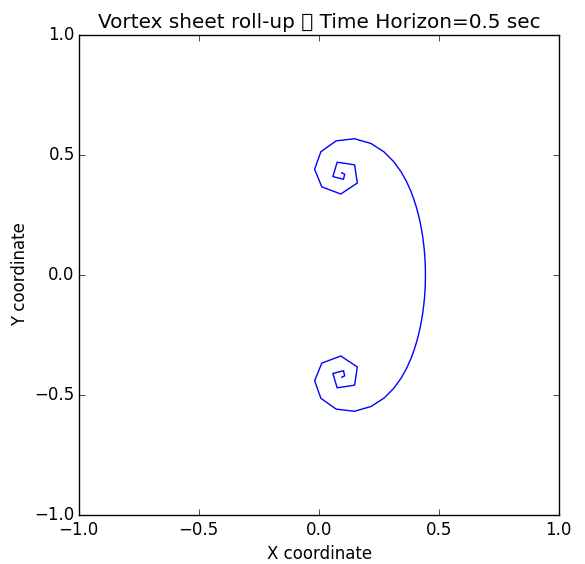 Vortex sheet roll-up ▯ Time Horizon=0.5 sec
1.0
0.5
0.0
−0.5
−1.0
−1.0 −0.5 0.0 0.5 1.0
Y coordinate
X coordinate